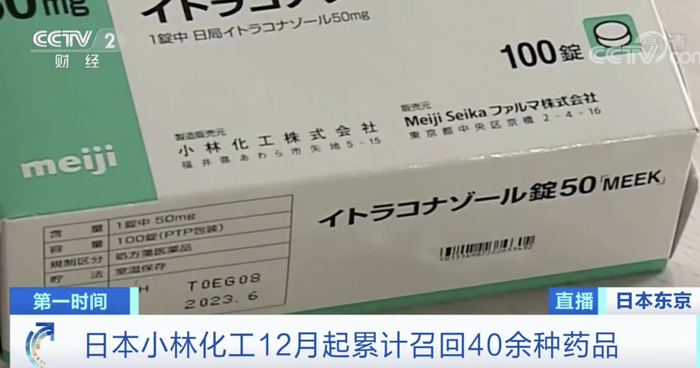 CCTV 2
财 经
50mg
イトラコナゾ
1錠中 日局イトラコナゾール50mg
100錠
CCTV.com
製造販売元
小林化工株式会社
福井県あわら市矢地5-15
販売元
Meiji Seika ファルマ株式会社
東京都中央区京橋 2-4-16
meiji
イトラコナゾール錠50「MEEK」
含 量 1錠中 50mg
容 量 100錠(PTP包装)
規制区分 処方箋医薬品
貯 法 室温保存
T0EG08
2023.6
第一时间
直播 日本东京
日本小林化工12月起累计召回40余种药品